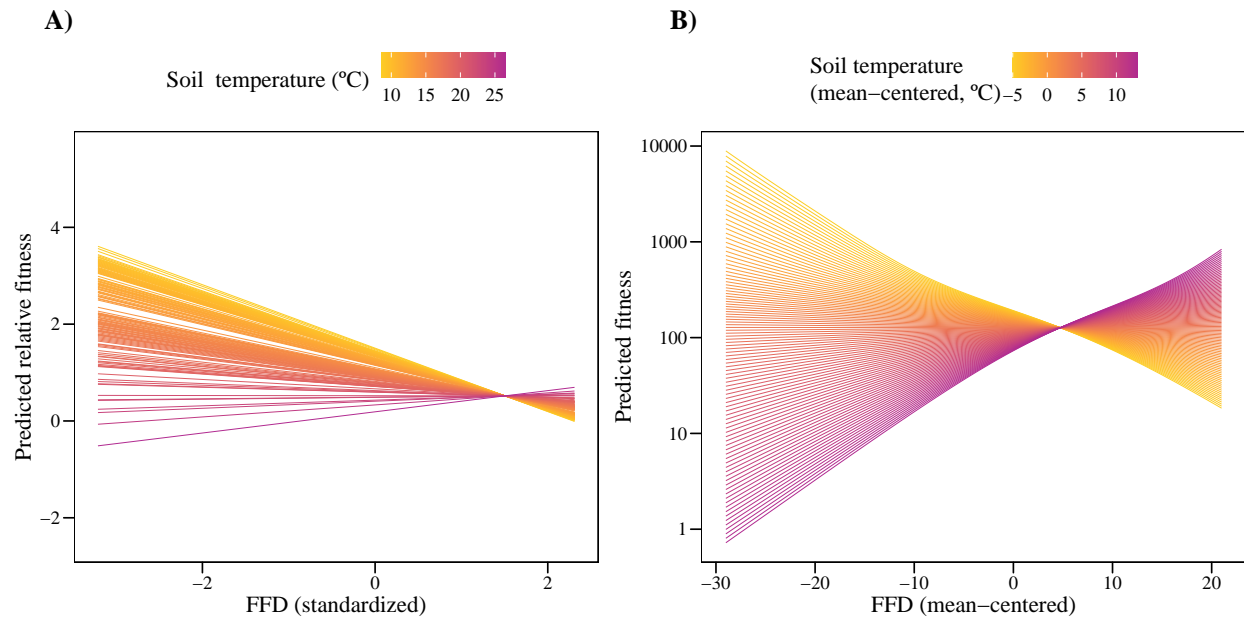 A)
Soil temperature (ºC)
10 15 20 25
Predicted relative fitness
4
2
0
−2
−2 0 2
FFD (standardized)
B)
Soil temperature
(mean−centered, ºC)
−5 0 5 10
Predicted fitness
10000
1000
100
10
1
−30 −20 −10 0 10 20
FFD (mean−centered)